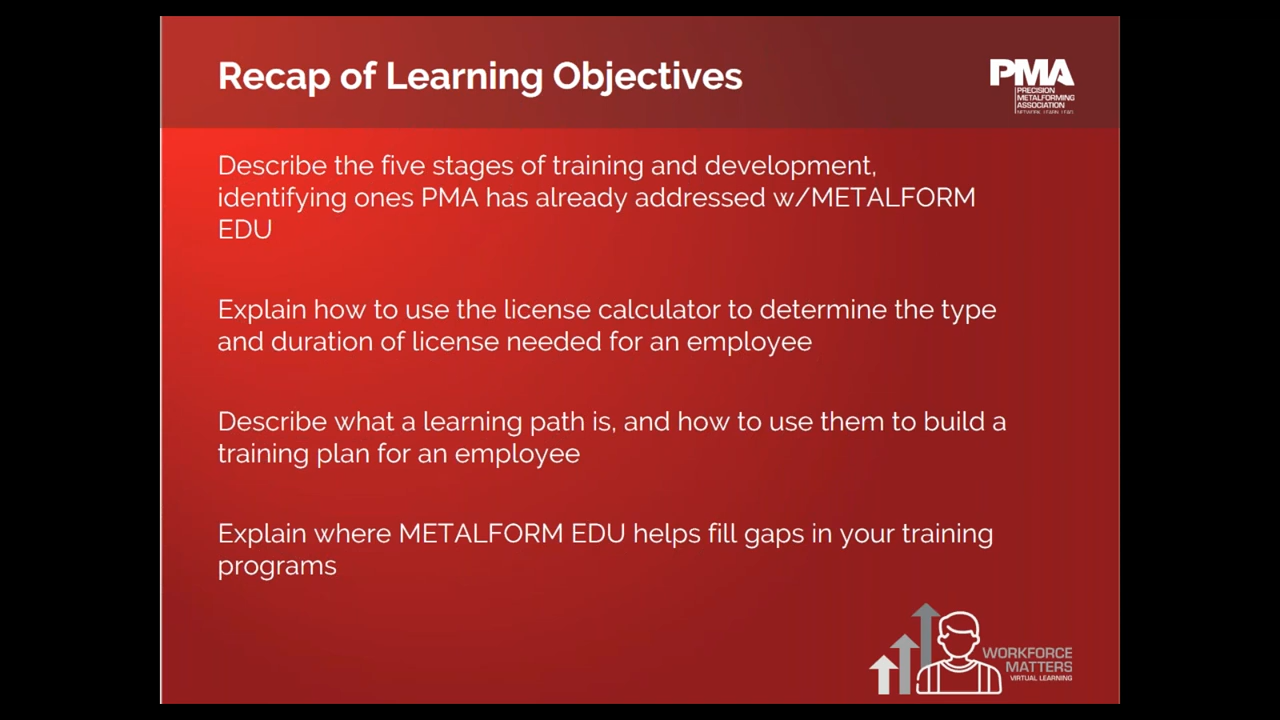 Recap of Learning Objectives
PMA
PRECISION
METALFORMING
ASSOCIATION
NETWORK. LEARN. LEAD.
Describe the five stages of training and development,
identifying ones PMA has already addressed w/METALFORM
EDU
Explain how to use the license calculator to determine the type
and duration of license needed for an employee
Describe what a learning path is, and how to use them to build a
training plan for an employee
Explain where METALFORM EDU helps fill gaps in your training
programs
WORKFORCE
MATTERS
VIRTUAL LEARNING